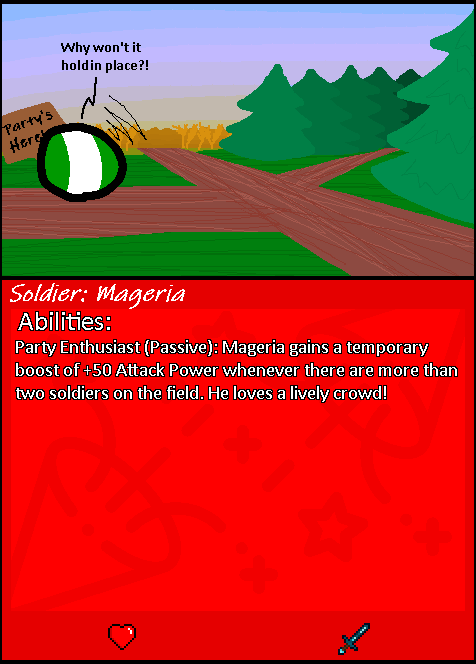 Why won't it
holdin place?!
Party's
Here!
Soldier: Mageria
Abilities:
Party Enthusiast (Passive): Mageria gains a temporary
boost of +50 Attack Power whenever there are more than
two soldiers on the field. He loves a lively crowd!